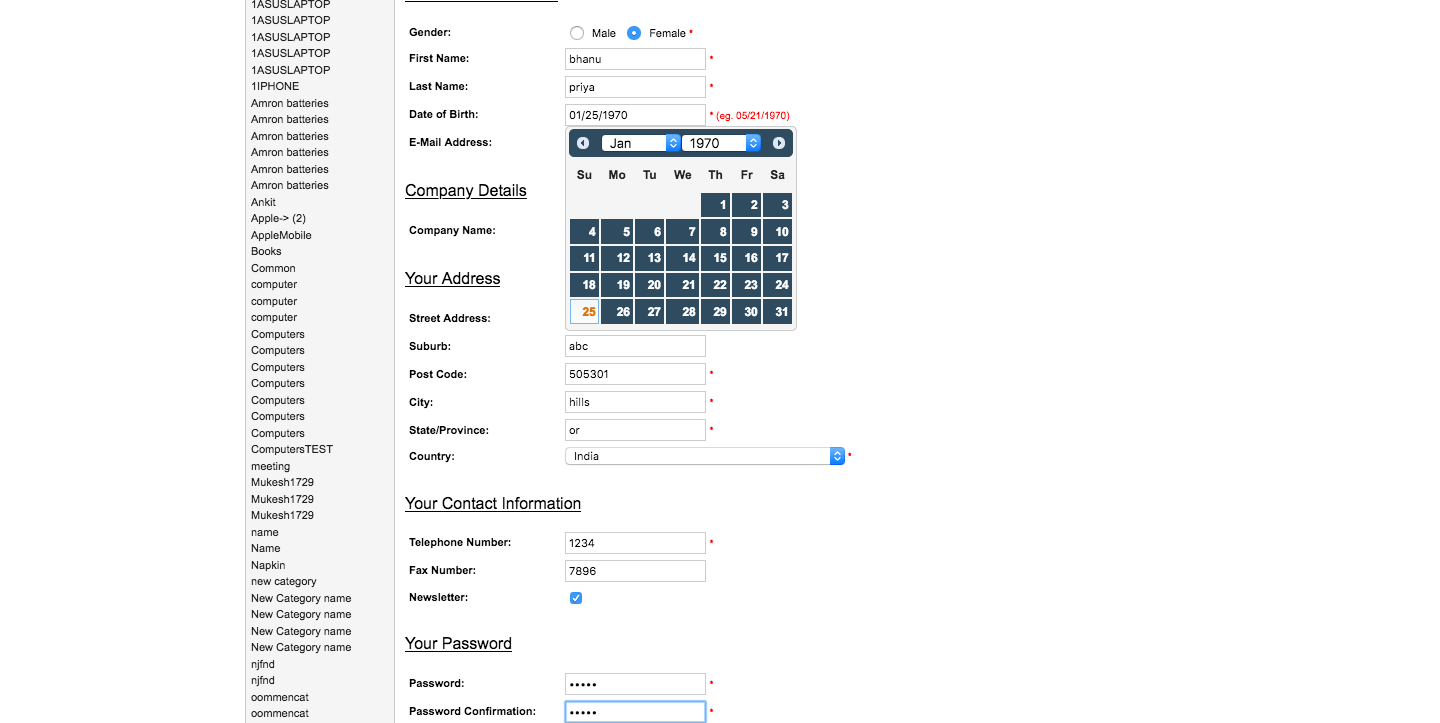 1ASUSLAPTOP
1ASUSLAPTOP
1ASUSLAPTOP
1ASUSLAPTOP
1ASUSLAPTOP
1IPHONE
Amron batteries
Amron batteries
Amron batteries
Amron batteries
Amron batteries
Amron batteries
Ankit
Apple-> (2)
AppleMobile
Books
Common
computer
computer
computer
Computers
Computers
Computers
Computers
Computers
Computers
Computers
ComputersTEST
meeting
Mukesh1729
Mukesh1729
Mukesh1729
name
Name
Napkin
new category
New Category name
New Category name
New Category name
New Category name
njfnd
njfnd
oommencat
oommencat
Gender: Male Female *
First Name: bhanu *
Last Name: priya *
Date of Birth: 01/25/1970 * (eg. 05/21/1970)
E-Mail Address:
Jan 1970
Su Mo Tu We Th Fr Sa
1 2 3
4 5 6 7 8 9 10
11 12 13 14 15 16 17
18 19 20 21 22 23 24
25 26 27 28 29 30 31
Company Details
Company Name:
Your Address
Street Address:
Suburb: abc
Post Code: 505301 *
City: hills *
State/Province: or *
Country: India *
Your Contact Information
Telephone Number: 1234 *
Fax Number: 7896
Newsletter:
Your Password
Password: ••••• *
Password Confirmation: ••••• *